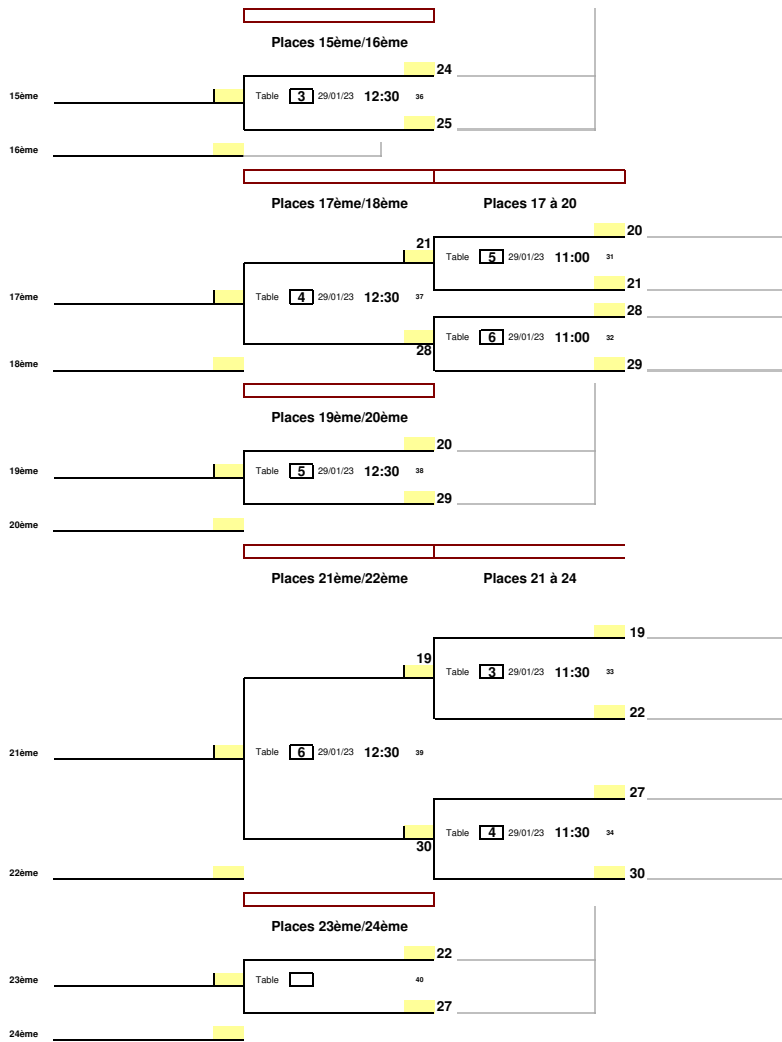 Places 15ème/16ème
24
15ème Table 3 29/01/23 12:30 36
25
16ème
Places 17ème/18ème Places 17 à 20
20
21
Table 5 29/01/23 11:00 31
21
17ème Table 4 29/01/23 12:30 37
28
Table 6 29/01/23 11:00 32
28
18ème 29
Places 19ème/20ème
20
19ème Table 5 29/01/23 12:30 38
29
20ème
Places 21ème/22ème Places 21 à 24
19
19
Table 3 29/01/23 11:30 33
22
21ème Table 6 29/01/23 12:30 39
27
Table 4 29/01/23 11:30 34
30
22ème 30
Places 23ème/24ème
22
23ème Table 40
27
24ème